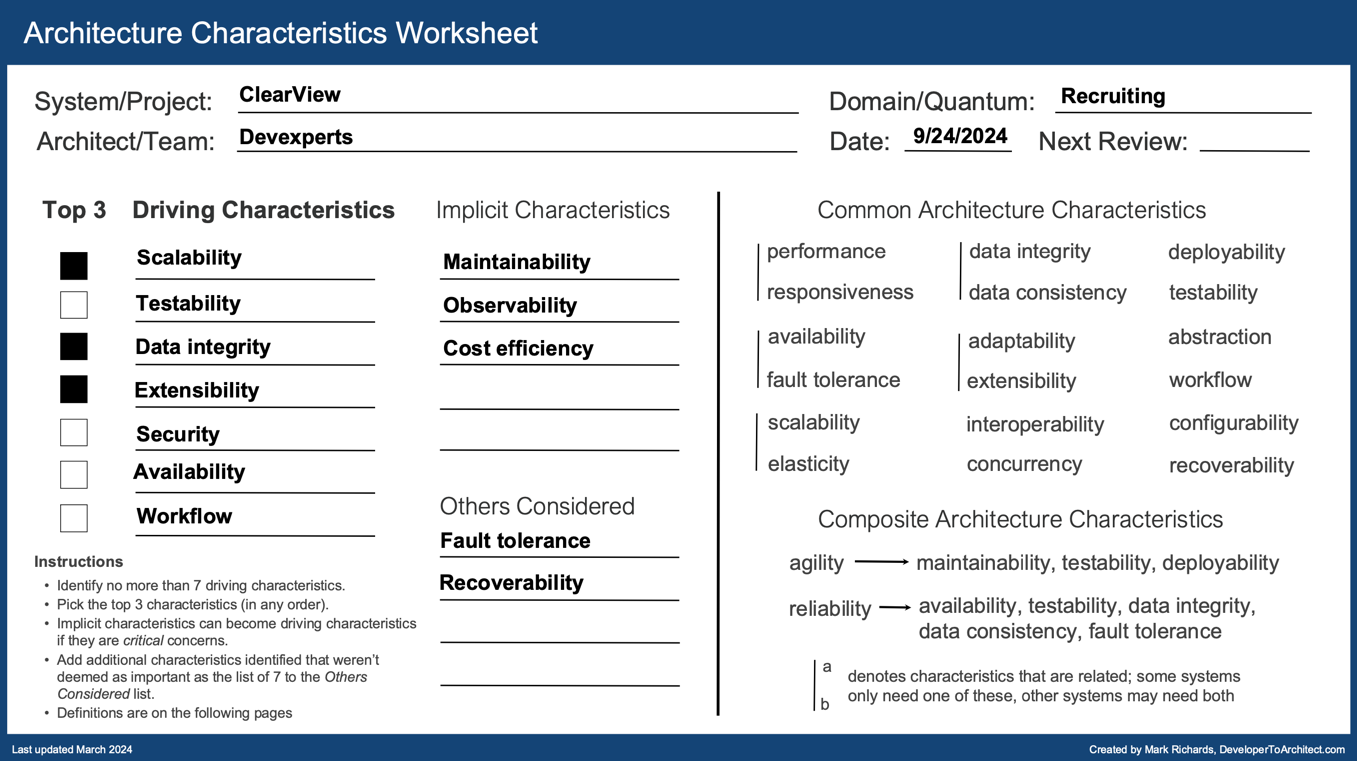 Architecture Characteristics Worksheet
System/Project: ClearView
Domain/Quantum: Recruiting
Architect/Team: Devexperts
Date: 9/24/2024 Next Review:
Top 3 Driving Characteristics
Scalability
Testability
Data integrity
Extensibility
Security
Availability
Workflow
Instructions
• Identify no more than 7 driving characteristics.
• Pick the top 3 characteristics (in any order).
• Implicit characteristics can become driving characteristics
if they are critical concerns.
• Add additional characteristics identified that weren't
deemed as important as the list of 7 to the Others
Considered list.
• Definitions are on the following pages
Implicit Characteristics
Maintainability
Observability
Cost efficiency
Others Considered
Fault tolerance
Recoverability
Common Architecture Characteristics
performance data integrity deployability
responsiveness data consistency testability
availability adaptability abstraction
fault tolerance extensibility workflow
scalability interoperability configurability
elasticity concurrency recoverability
Composite Architecture Characteristics
agility → maintainability, testability, deployability
reliability → availability, testability, data integrity,
data consistency, fault tolerance
a
b
denotes characteristics that are related; some systems
only need one of these, other systems may need both
Last updated March 2024
Created by Mark Richards, DeveloperToArchitect.com